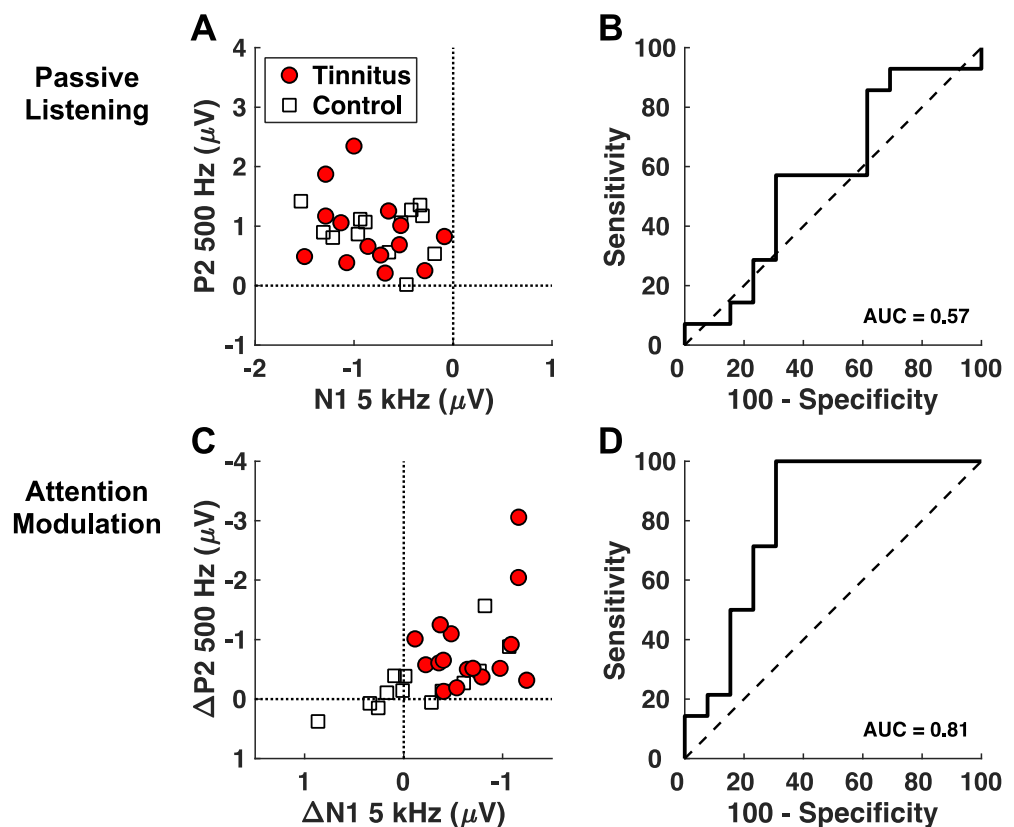 A
B
Passive
Listening
4
3
2
1
0
-1
P2 500 Hz (μV)
Tinnitus
Control
-2
-1
0
1
N1 5 kHz (μV)
100
80
60
40
20
0
Sensitivity
AUC = 0.57
0
20
40
60
80
100
100 - Specificity
C
D
Attention
Modulation
-4
-3
-2
-1
0
1
ΔP2 500 Hz (μV)
1
0
-1
ΔN1 5 kHz (μV)
100
80
60
40
20
0
Sensitivity
AUC = 0.81
0
20
40
60
80
100
100 - Specificity